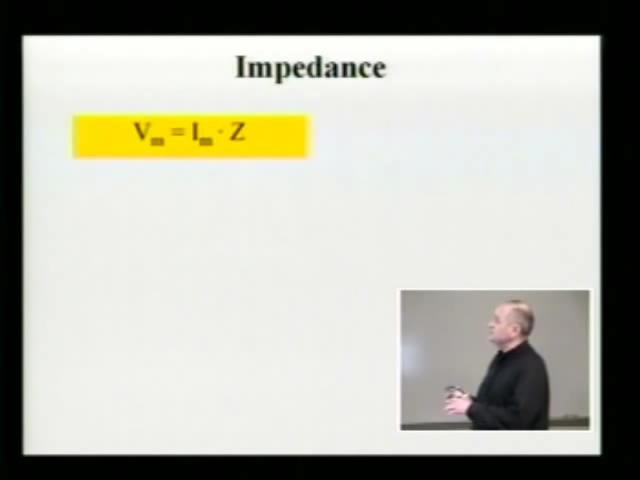 Impedance
Vm = Im · Z